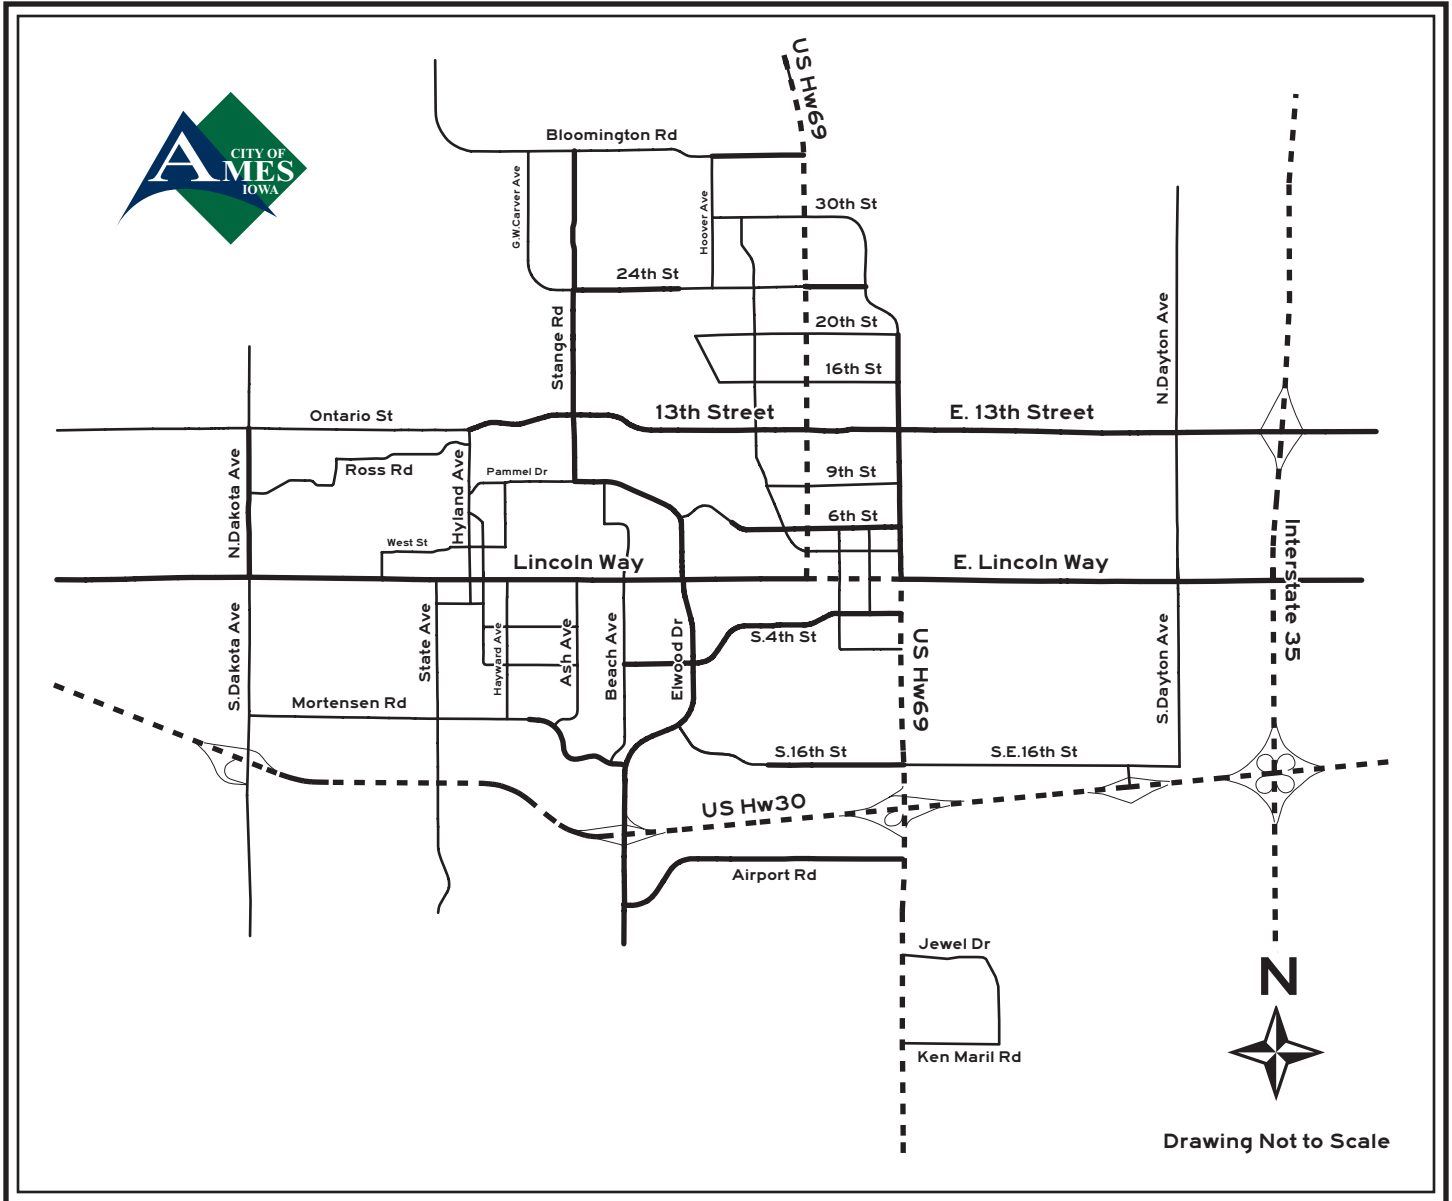 US Hw69
Bloomington Rd
A
CITY OF
MES
IOWA
G.W.Carver Ave
Hoover Ave
30th St
24th St
Stange Rd
20th St
N.Dayton Ave
16th St
Ontario St
13th Street
E. 13th Street
N.Dakota Ave
Ross Rd
Hyland Ave
Pammel Dr
9th St
6th St
West St
Lincoln Way
E. Lincoln Way
Interstate 35
S.Dakota Ave
State Ave
Hayward Ave
Ash Ave
Beach Ave
Elwood Dr
S.4th St
US Hw69
S.Dayton Ave
Mortensen Rd
S.16th St
S.E.16th St
US Hw30
Airport Rd
Jewel Dr
N
Ken Maril Rd
Drawing Not to Scale